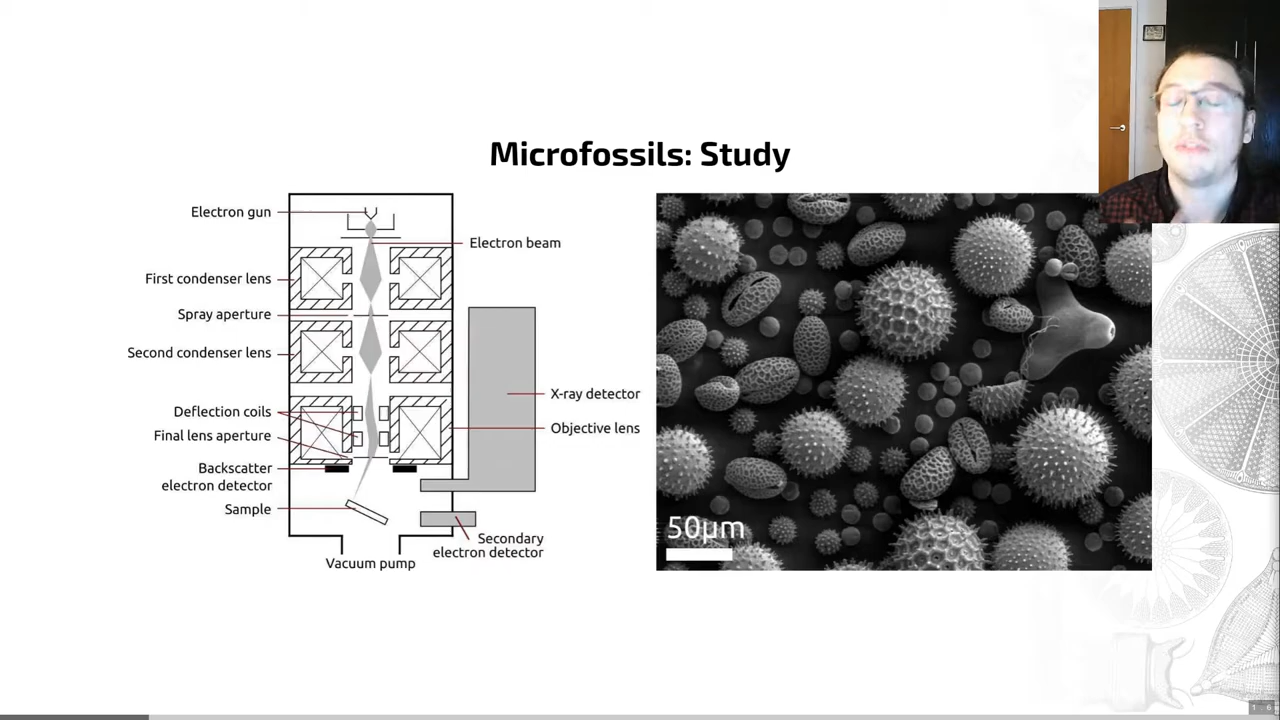 Microfossils: Study
Electron gun
Electron beam
First condenser lens
Spray aperture
Second condenser lens
X-ray detector
Deflection coils
Objective lens
Final lens aperture
Backscatter
electron detector
Sample
Secondary
electron detector
Vacuum pump
50µm